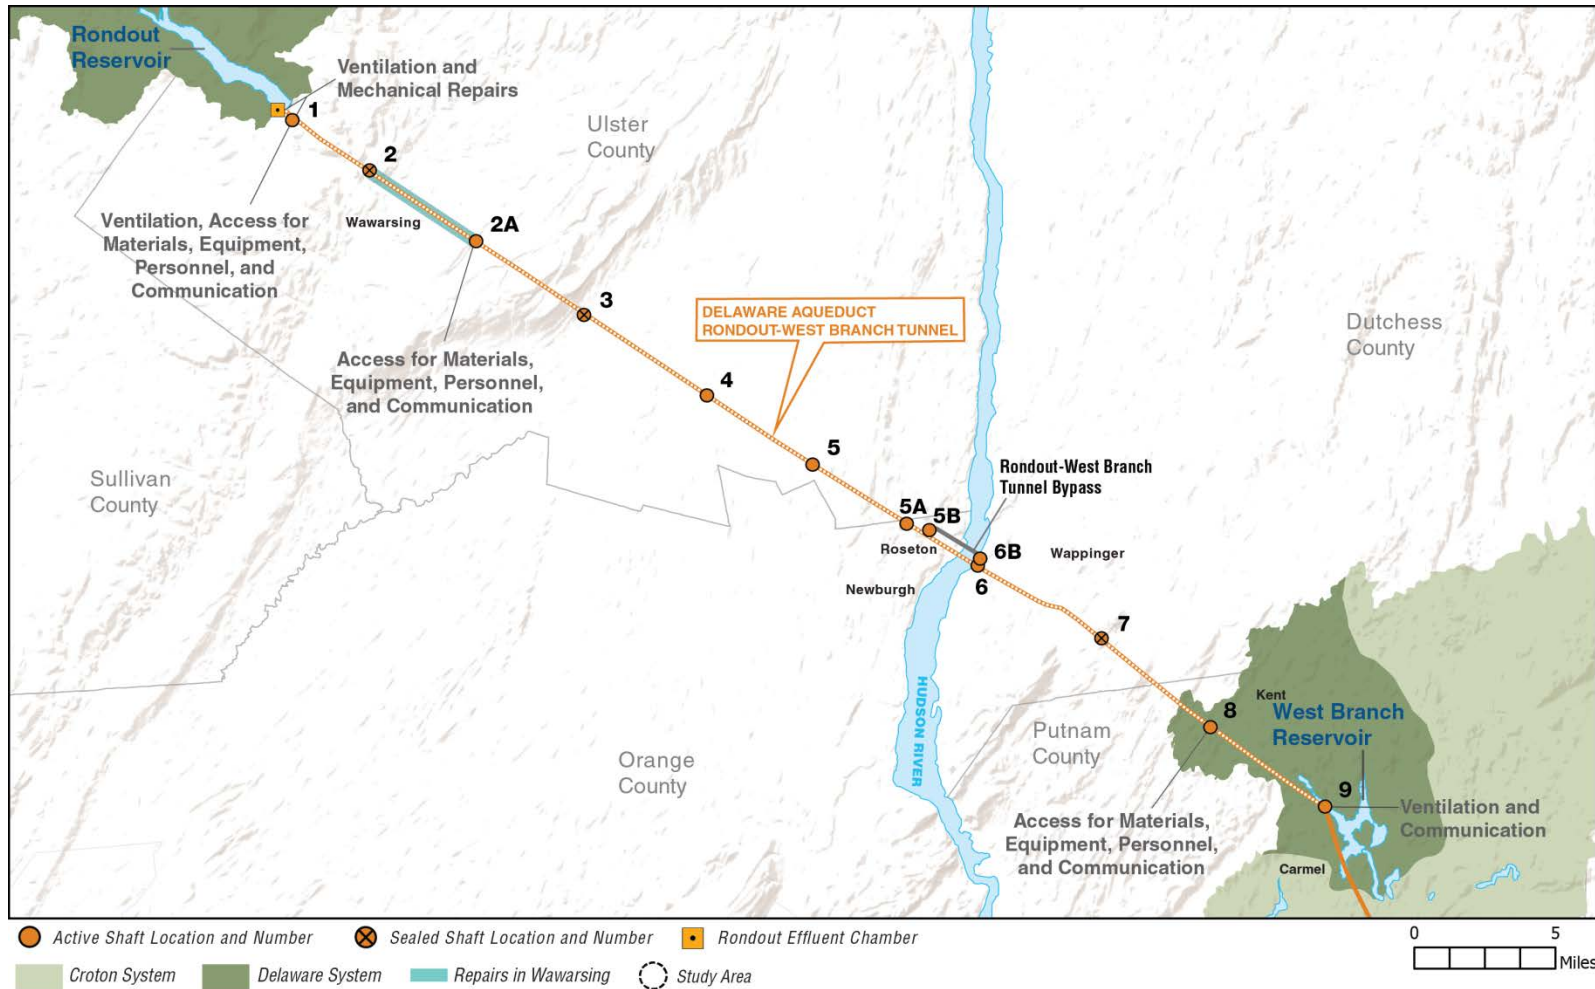 Rondout
Reservoir
Ventilation and
Mechanical Repairs
1
Ulster
County
2
Ventilation, Access for
Materials, Equipment,
Personnel, and
Communication
Wawarsing
2A
3
DELAWARE AQUEDUCT
RONDOUT-WEST BRANCH TUNNEL
Dutchess
County
Access for Materials,
Equipment, Personnel,
and Communication
4
5
Sullivan
County
Rondout-West Branch
Tunnel Bypass
5A
5B
Roseton
6B
Wappinger
6
Newburgh
7
HUDSON RIVER
Kent
8
West Branch
Reservoir
Putnam
County
Orange
County
9
Ventilation and
Communication
Access for Materials,
Equipment, Personnel,
and Communication
Carmel
Active Shaft Location and Number
Sealed Shaft Location and Number
Rondout Effluent Chamber
0 5
Miles
Croton System
Delaware System
Repairs in Wawarsing
Study Area